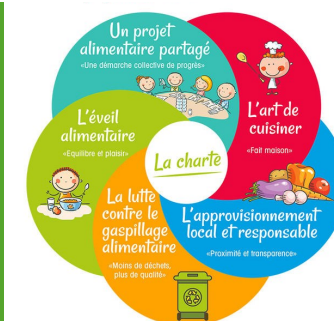 Un projet
alimentaire partagé
«Une démarche collective de progrès»
L'art de
cuisiner
«Fait maison»
L'éveil
alimentaire
«Equilibre et plaisir»
La charte
La lutte
contre le
gaspillage
alimentaire
«Moins de déchets,
plus de qualité»
L'approvisionnement
local et responsable
«Proximité et transparence»